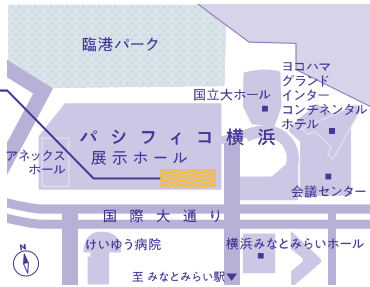 臨港パーク
ヨコハマ
グランド
インター
コンチネンタル
ホテル
国立大ホール
パシフィコ横浜
展示ホール
アネックス
ホール
会議センター
国際大通り
けいゆう病院
横浜みなとみらいホール
至 みなとみらい駅
N